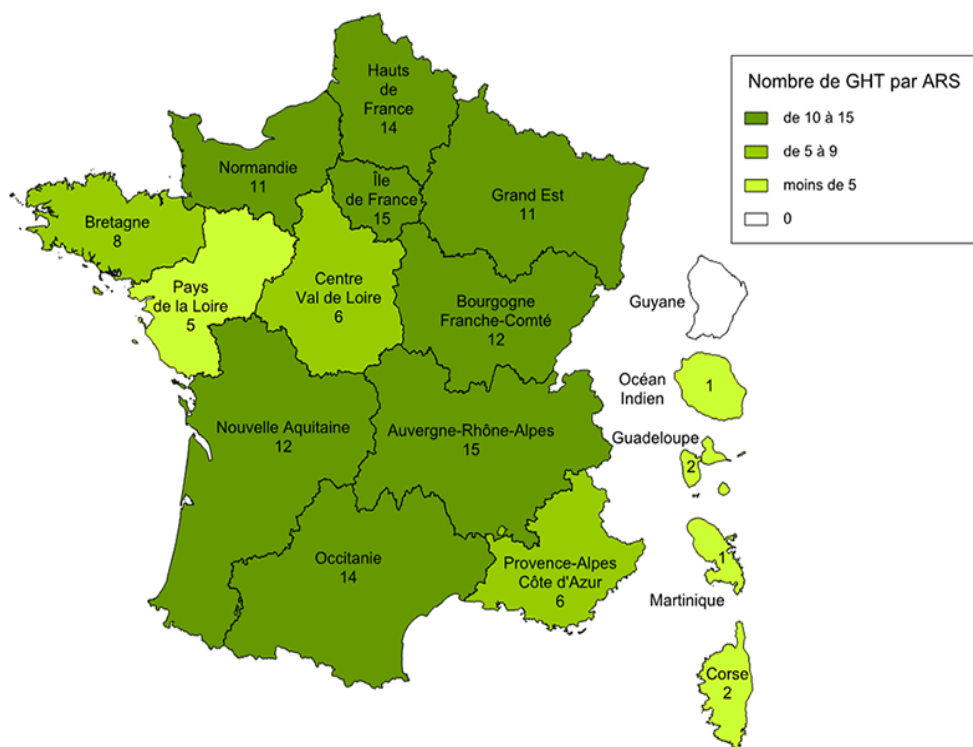 Hauts
de
France
14
Nombre de GHT par ARS
de 10 à 15
de 5 à 9
moins de 5
0
Normandie
11
Île
de France
15
Grand Est
11
Bretagne
8
Pays
de la Loire
5
Centre
Val de Loire
6
Bourgogne
Franche-Comté
12
Guyane
Océan
Indien
1
Nouvelle Aquitaine
12
Auvergne-Rhône-Alpes
15
Guadeloupe
2
Occitanie
14
Provence-Alpes
Côte d'Azur
6
1
Martinique
Corse
2